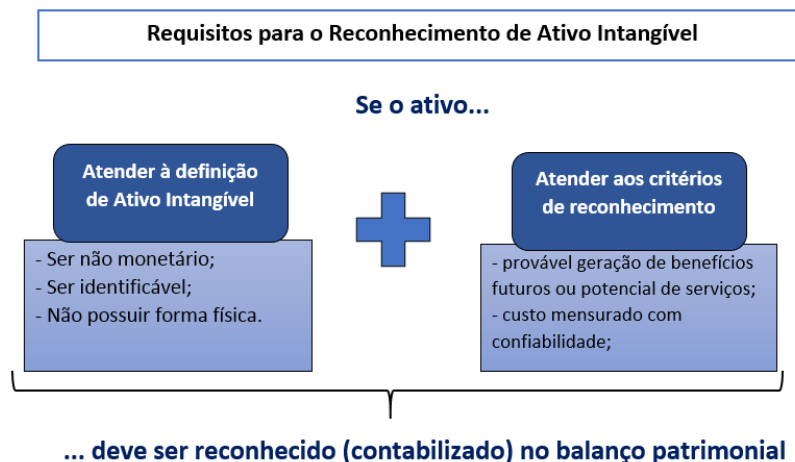 Requisitos para o Reconhecimento de Ativo Intangível
Se o ativo...
Atender à definição
de Ativo Intangível
- Ser não monetário;
- Ser identificável;
- Não possuir forma física.
Atender aos critérios
de reconhecimento
- provável geração de benefícios
futuros ou potencial de serviços;
- custo mensurado com
confiabilidade;
... deve ser reconhecido (contabilizado) no balanço patrimonial